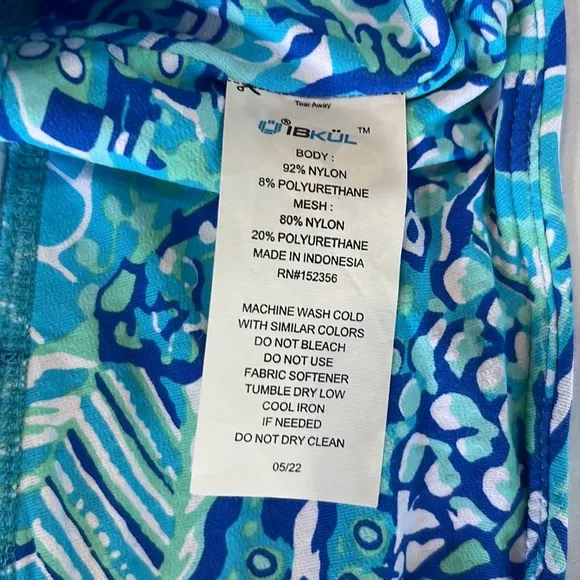 Tear Away
IBKÜL™
BODY :
92% NYLON
8% POLYURETHANE
MESH :
80% NYLON
20% POLYURETHANE
MADE IN INDONESIA
RN#152356
MACHINE WASH COLD
WITH SIMILAR COLORS
DO NOT BLEACH
DO NOT USE
FABRIC SOFTENER
TUMBLE DRY LOW
COOL IRON
IF NEEDED
DO NOT DRY CLEAN
05/22